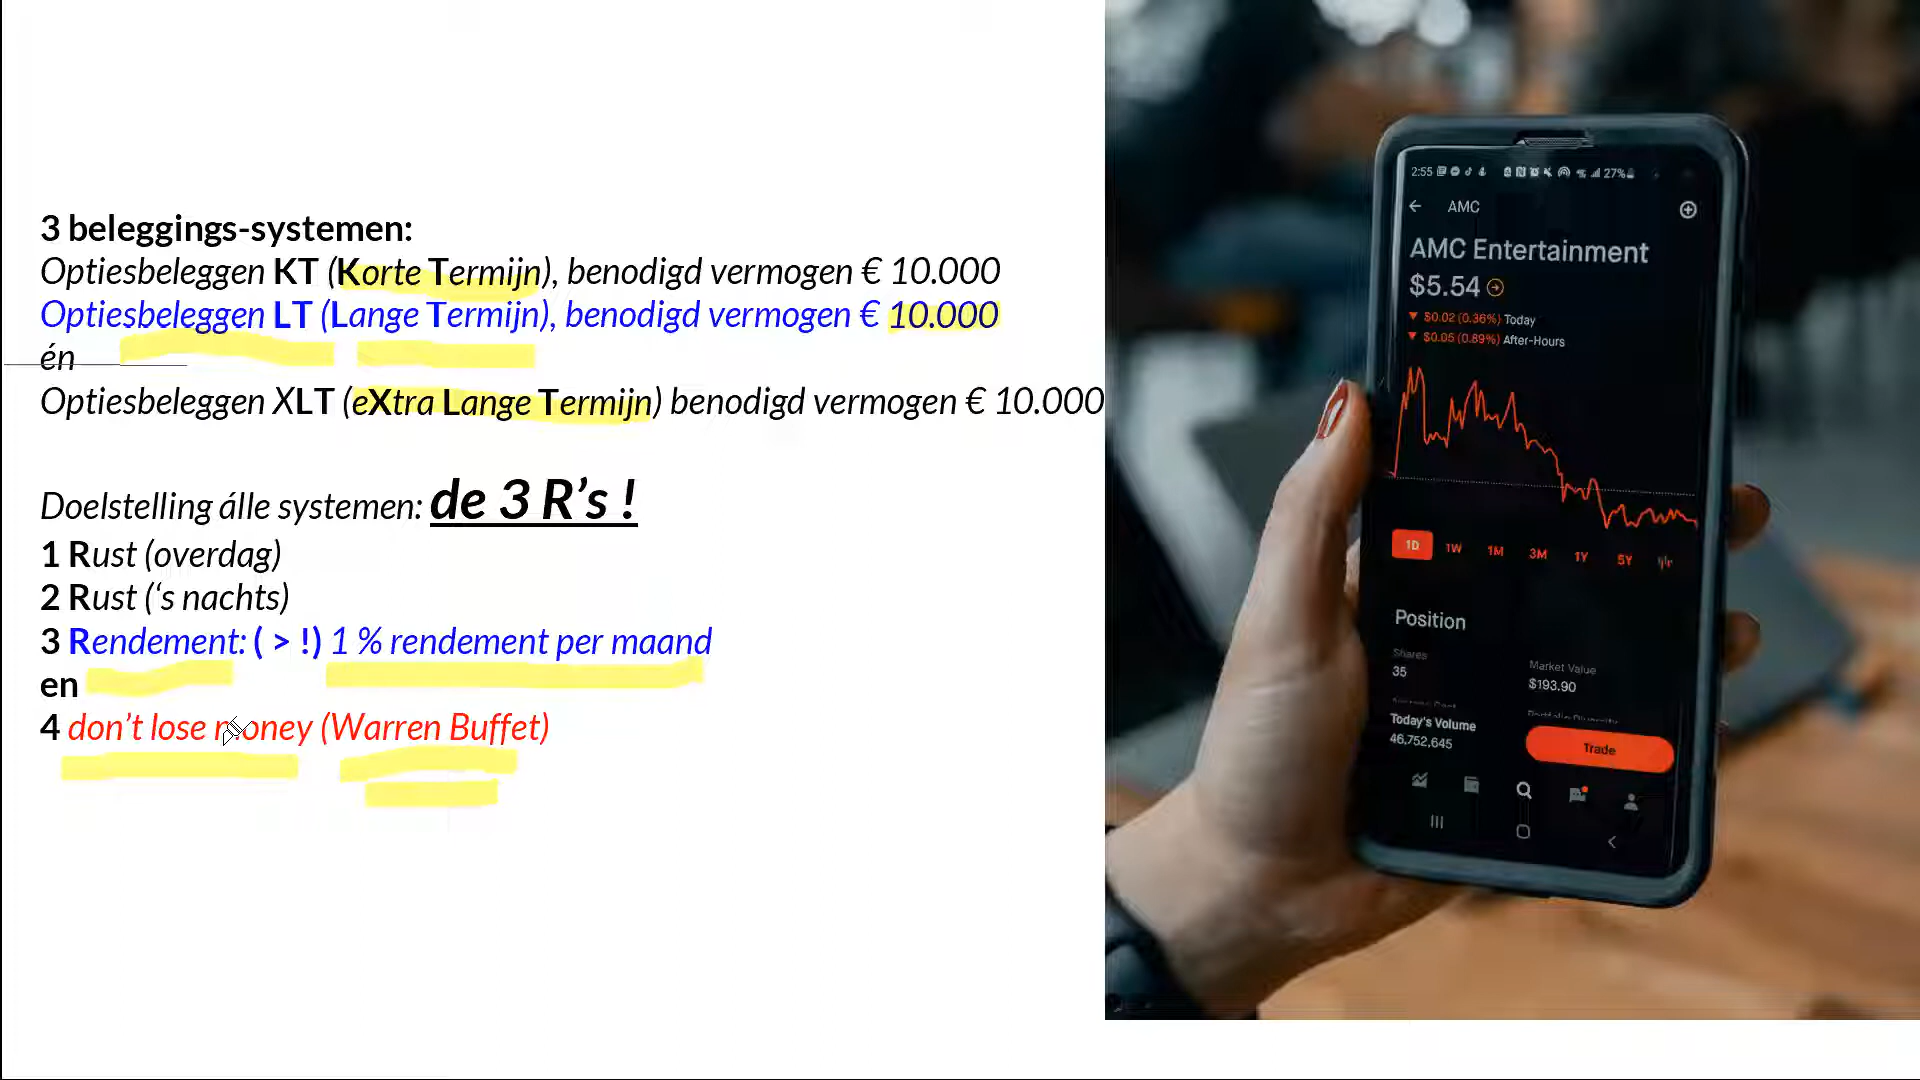 3 beleggings-systemen:
Optiesbeleggen KT (Korte Termijn), benodigd vermogen € 10.000
Optiesbeleggen LT (Lange Termijn), benodigd vermogen € 10.000
én
Optiesbeleggen XLT (eXtra Lange Termijn) benodigd vermogen € 10.000
Doelstelling álle systemen: de 3 R’s !
1 Rust (overdag)
2 Rust (‘s nachts)
3 Rendement: ( > !) 1 % rendement per maand
en
4 don’t lose money (Warren Buffet)
2:55 27%
AMC
AMC Entertainment
$5.54
$0.02 (0.36%) Today
$0.05 (0.89%) After-Hours
1D 1W 1M 3M 1Y 5Y
Position
Shares Market Value
35 $193.90
Today's Volume
46,752,645
Trade